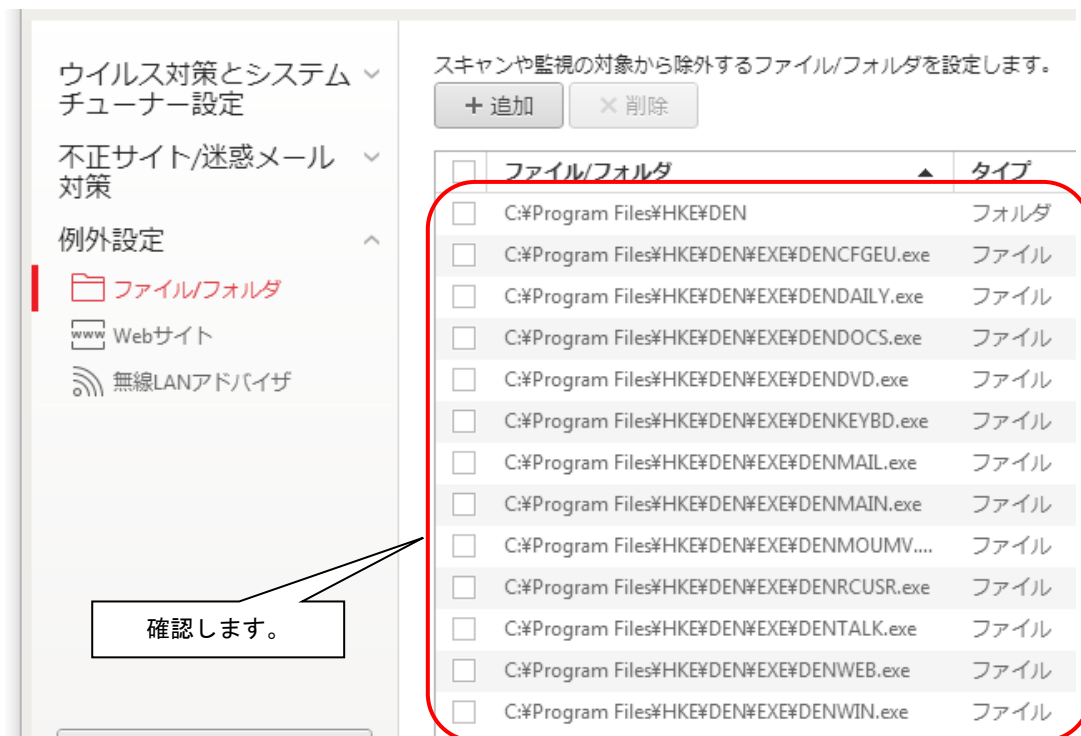 ウイルス対策とシステム
チューナー設定
不正サイト/迷惑メール
対策
例外設定
ファイル/フォルダ
www Webサイト
無線LANアドバイザ
確認します。
スキャンや監視の対象から除外するファイル/フォルダを設定します。
+ 追加 × 削除
ファイル/フォルダ ▲ タイプ
C:¥Program Files¥HKE¥DEN フォルダ
C:¥Program Files¥HKE¥DEN¥EXE¥DENCFGEU.exe ファイル
C:¥Program Files¥HKE¥DEN¥EXE¥DENDAILY.exe ファイル
C:¥Program Files¥HKE¥DEN¥EXE¥DENDOCS.exe ファイル
C:¥Program Files¥HKE¥DEN¥EXE¥DENDVD.exe ファイル
C:¥Program Files¥HKE¥DEN¥EXE¥DENKEYBD.exe ファイル
C:¥Program Files¥HKE¥DEN¥EXE¥DENMAIL.exe ファイル
C:¥Program Files¥HKE¥DEN¥EXE¥DENMAIN.exe ファイル
C:¥Program Files¥HKE¥DEN¥EXE¥DENMOUMV.... ファイル
C:¥Program Files¥HKE¥DEN¥EXE¥DENRCUSR.exe ファイル
C:¥Program Files¥HKE¥DEN¥EXE¥DENTALK.exe ファイル
C:¥Program Files¥HKE¥DEN¥EXE¥DENWEB.exe ファイル
C:¥Program Files¥HKE¥DEN¥EXE¥DENWIN.exe ファイル